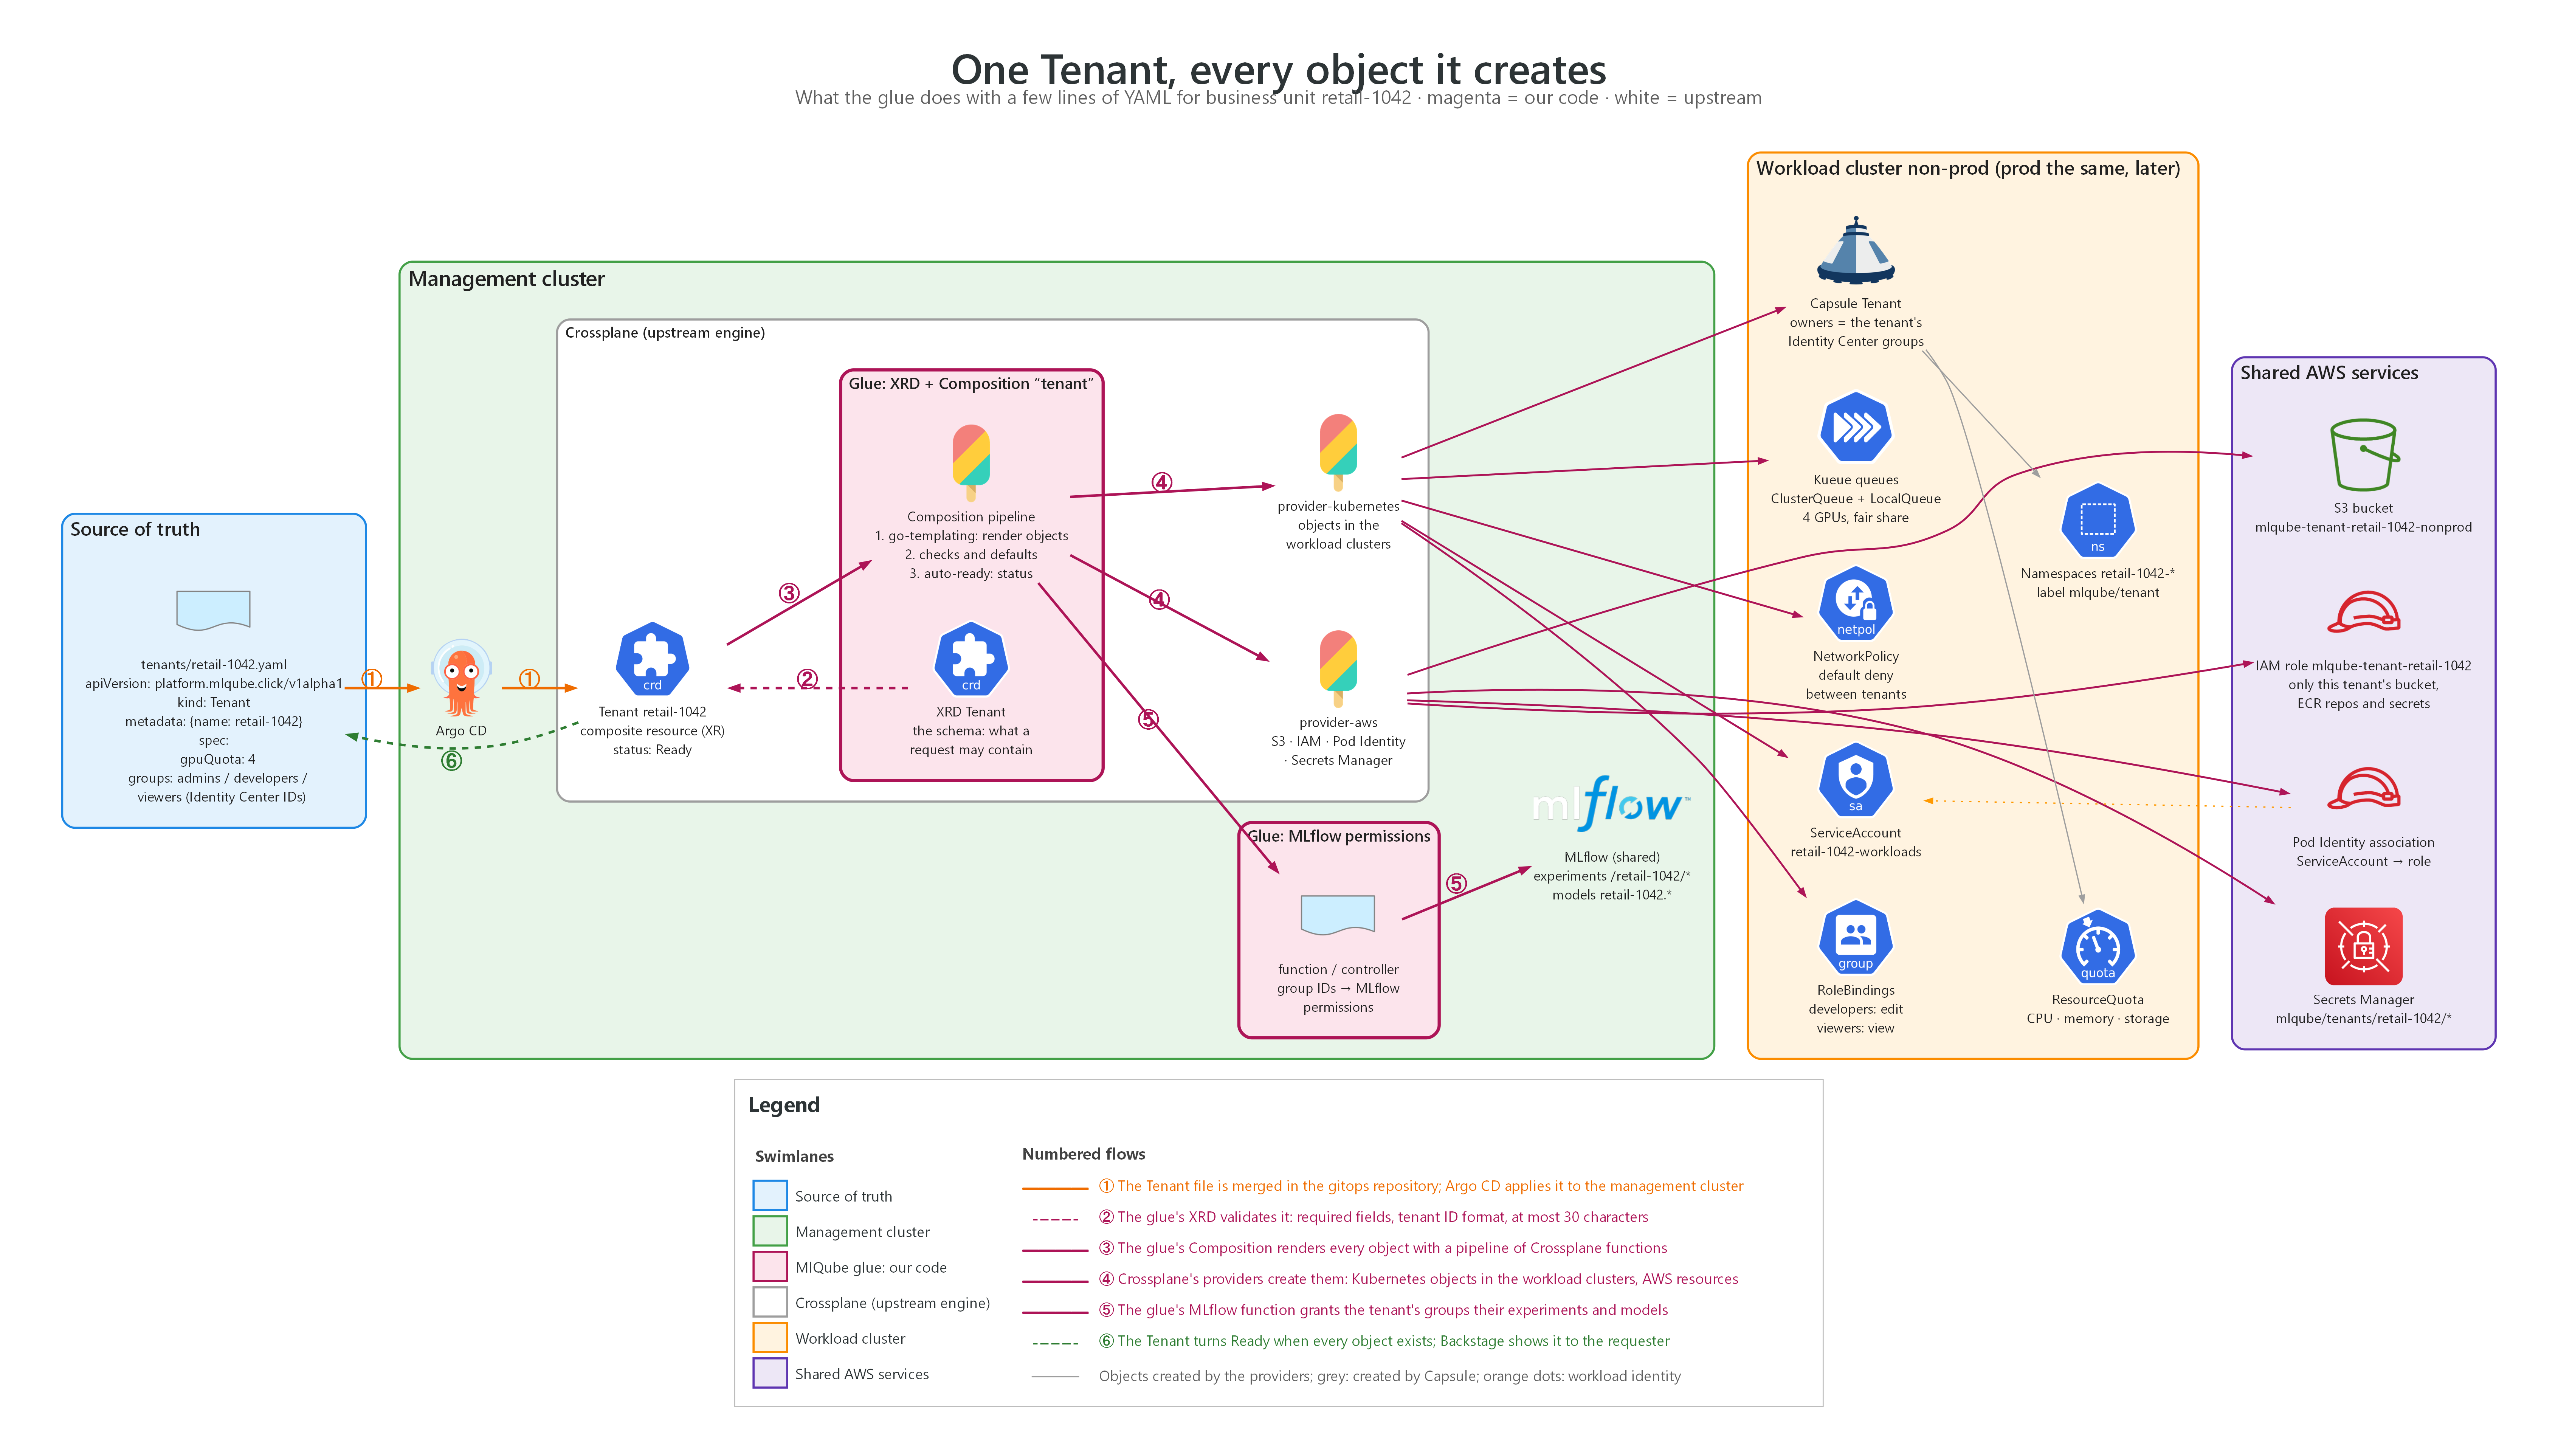 One Tenant, every object it creates
What the glue does with a few lines of YAML for business unit retail-1042 · magenta = our code · white = upstream
Source of truth
tenants/retail-1042.yaml
apiVersion: platform.mlqube.click/v1alpha1
kind: Tenant
metadata: {name: retail-1042}
spec:
gpuQuota: 4
groups: admins / developers /
viewers (Identity Center IDs)
①
①
⑥
Management cluster
Argo CD
Crossplane (upstream engine)
crd
Tenant retail-1042
composite resource (XR)
status: Ready
③
②
Glue: XRD + Composition “tenant”
Composition pipeline
1. go-templating: render objects
2. checks and defaults
3. auto-ready: status
crd
XRD Tenant
the schema: what a
request may contain
④
④
⑤
provider-kubernetes
objects in the
workload clusters
provider-aws
S3 · IAM · Pod Identity
· Secrets Manager
Glue: MLflow permissions
function / controller
group IDs → MLflow
permissions
⑤
mlflow™
MLflow (shared)
experiments /retail-1042/*
models retail-1042.*
Workload cluster non-prod (prod the same, later)
Capsule Tenant
owners = the tenant's
Identity Center groups
Kueue queues
ClusterQueue + LocalQueue
4 GPUs, fair share
netpol
NetworkPolicy
default deny
between tenants
sa
ServiceAccount
retail-1042-workloads
group
RoleBindings
developers: edit
viewers: view
ns
Namespaces retail-1042-*
label mlqube/tenant
quota
ResourceQuota
CPU · memory · storage
Shared AWS services
S3 bucket
mlqube-tenant-retail-1042-nonprod
IAM role mlqube-tenant-retail-1042
only this tenant's bucket,
ECR repos and secrets
Pod Identity association
ServiceAccount → role
Secrets Manager
mlqube/tenants/retail-1042/*
Legend
Swimlanes
Source of truth
Management cluster
MlQube glue: our code
Crossplane (upstream engine)
Workload cluster
Shared AWS services
Numbered flows
① The Tenant file is merged in the gitops repository; Argo CD applies it to the management cluster
② The glue's XRD validates it: required fields, tenant ID format, at most 30 characters
③ The glue's Composition renders every object with a pipeline of Crossplane functions
④ Crossplane's providers create them: Kubernetes objects in the workload clusters, AWS resources
⑤ The glue's MLflow function grants the tenant's groups their experiments and models
⑥ The Tenant turns Ready when every object exists; Backstage shows it to the requester
Objects created by the providers; grey: created by Capsule; orange dots: workload identity